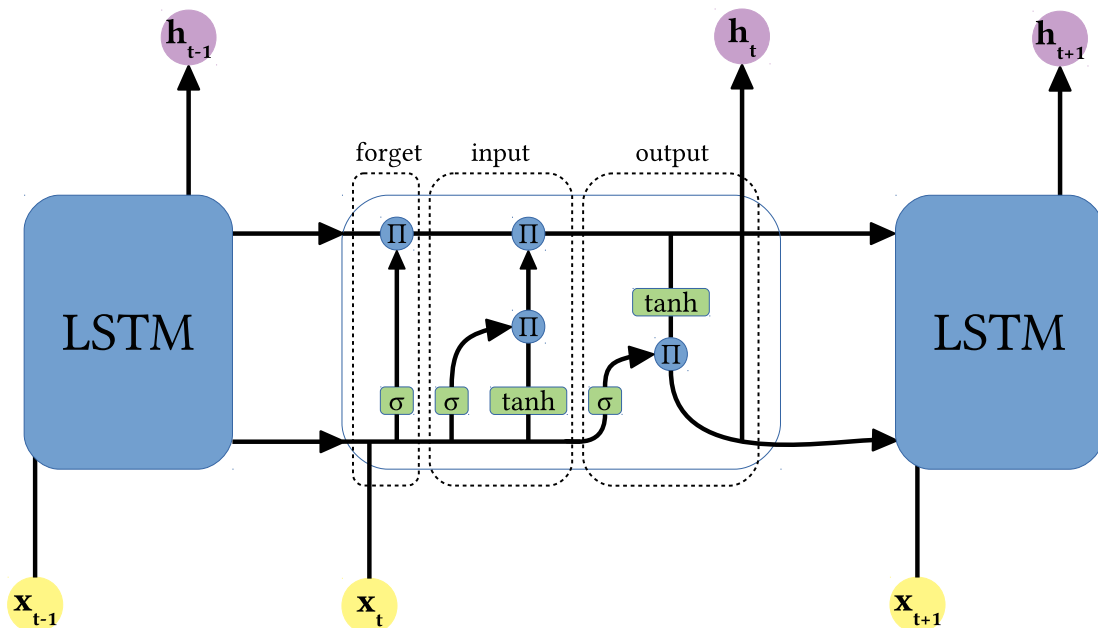 h t-1
h t
h t+1
forget
input
output
Π
Π
LSTM
tanh
Π
LSTM
Π
σ
σ
tanh
σ
x t-1
x t
x t+1